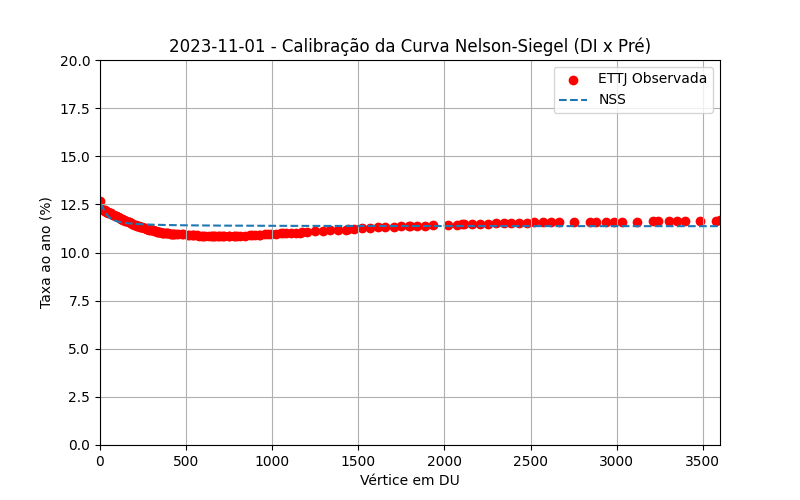 2023-11-01 - Calibração da Curva Nelson-Siegel (DI x Pré)
20.0
17.5
15.0
12.5
10.0
7.5
5.0
2.5
0.0
Taxa ao ano (%)
ETTJ Observada
NSS
0 500 1000 1500 2000 2500 3000 3500
Vértice em DU